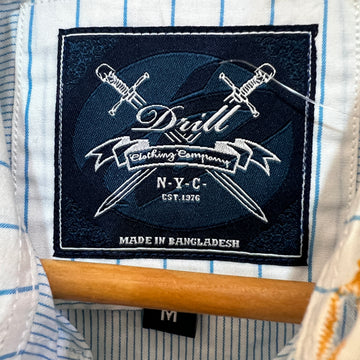 Drill
Clothing Company
N-Y-C-
EST. 1976
MADE IN BANGLADESH
M